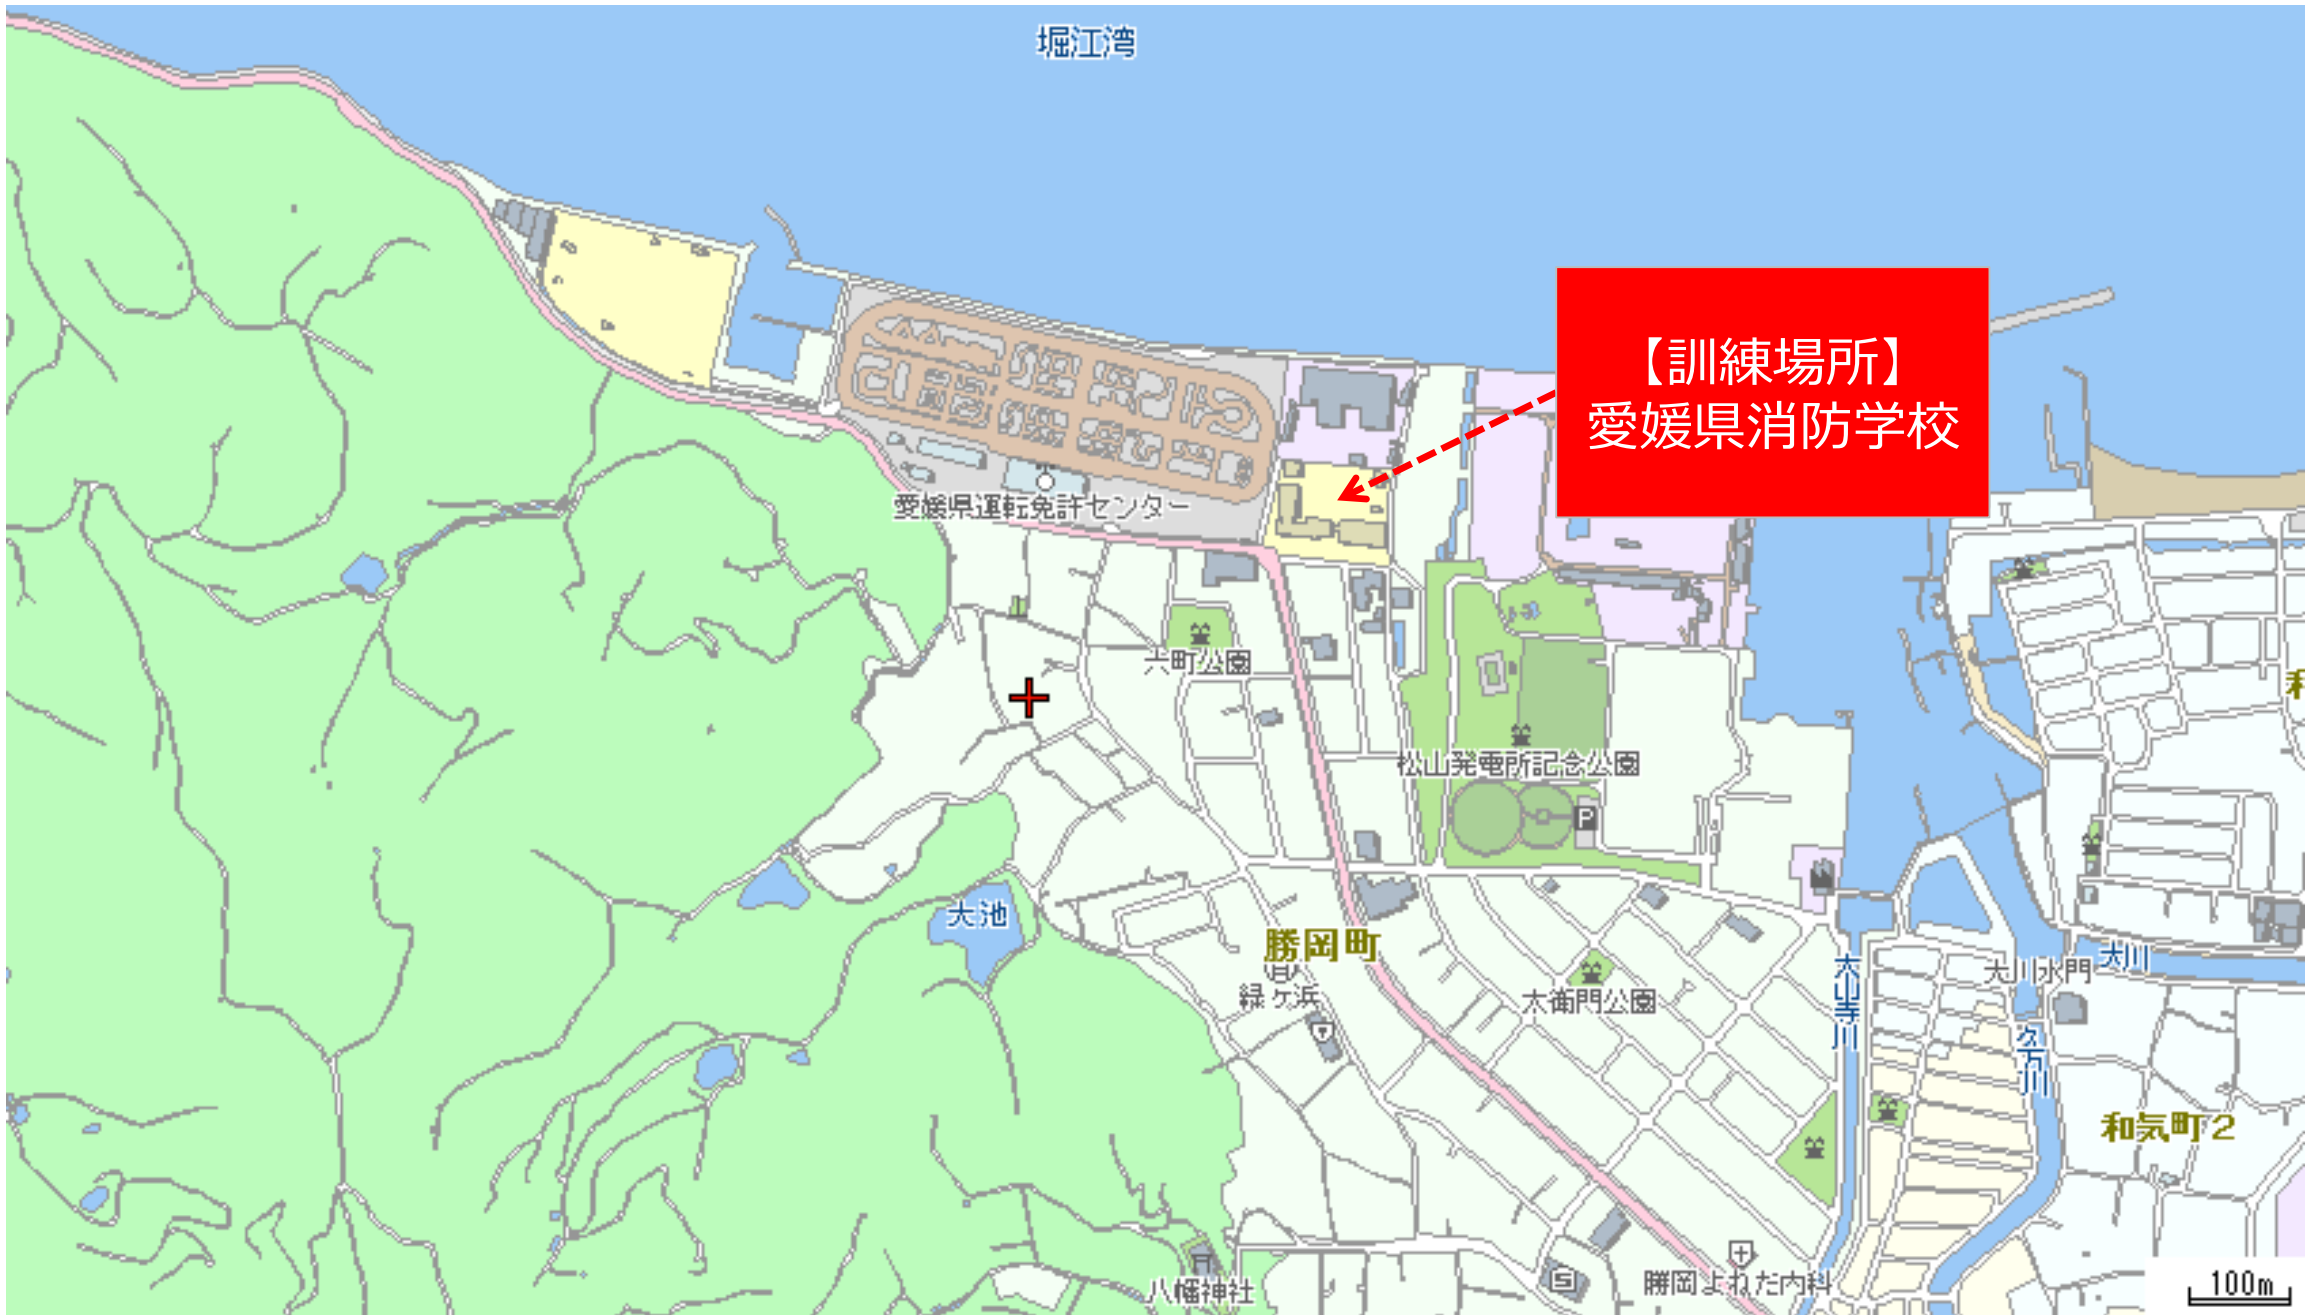 堀江湾
【訓練場所】
愛媛県消防学校
愛媛県運転免許センター
六町公園
松山発電所記念公園
P
大池
勝岡町
緑ヶ浜
太衛門公園
大川水門
大川
太山寺川
久万川
和気町2
八幡神社
勝岡よねだ内科
100m